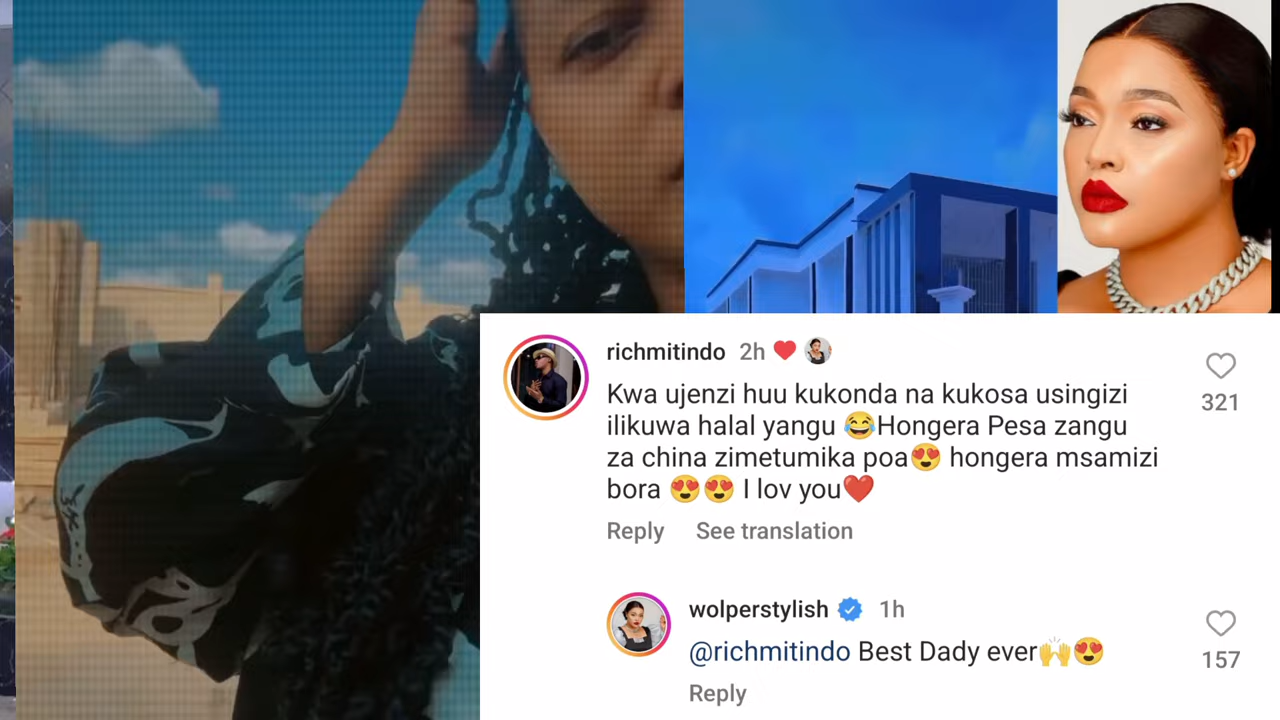 richmitindo 2h ❤️
Kwa ujenzi huu kukonda na kukosa usingizi
ilikuwa halal yangu 😂Hongera Pesa zangu
za china zimetumika poa😍 hongera msamizi
bora 😍😍 I lov you❤️
321
Reply See translation
wolperstylish 1h
@richmitindo Best Dady ever🙌😍
157
Reply